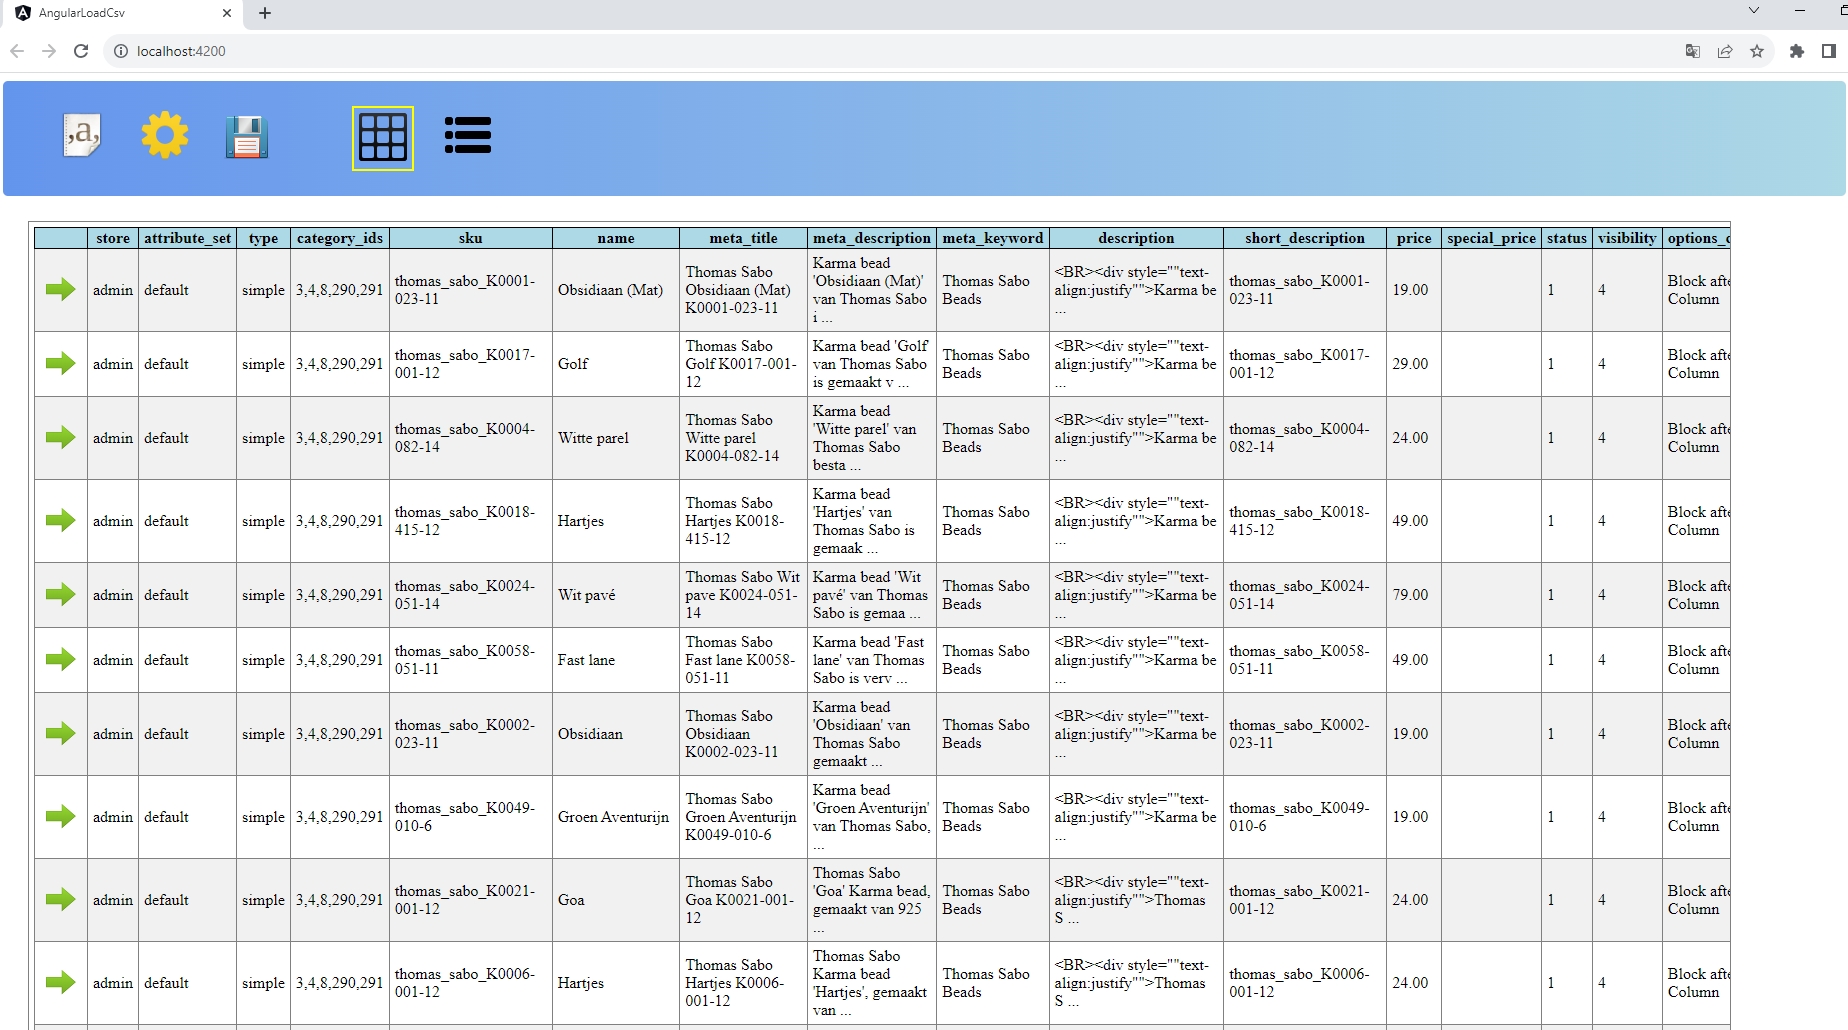 AngularLoadCsv
localhost:4200
,a,
store attribute_set type category_ids sku name meta_title meta_description meta_keyword description short_description price special_price status visibility options_c
admin default simple 3,4,8,290,291 thomas_sabo_K0001-023-11 Obsidiaan (Mat) Thomas Sabo Obsidiaan (Mat) K0001-023-11 Karma bead 'Obsidiaan (Mat)' van Thomas Sabo i ... Thomas Sabo Beads <BR><div style=""text-align:justify"">Karma be ... thomas_sabo_K0001-023-11 19.00 1 4 Block afte Column
admin default simple 3,4,8,290,291 thomas_sabo_K0017-001-12 Golf Thomas Sabo Golf K0017-001-12 Karma bead 'Golf' van Thomas Sabo is gemaakt v ... Thomas Sabo Beads <BR><div style=""text-align:justify"">Karma be ... thomas_sabo_K0017-001-12 29.00 1 4 Block afte Column
admin default simple 3,4,8,290,291 thomas_sabo_K0004-082-14 Witte parel Thomas Sabo Witte parel K0004-082-14 Karma bead 'Witte parel' van Thomas Sabo besta ... Thomas Sabo Beads <BR><div style=""text-align:justify"">Karma be ... thomas_sabo_K0004-082-14 24.00 1 4 Block afte Column
admin default simple 3,4,8,290,291 thomas_sabo_K0018-415-12 Hartjes Thomas Sabo Hartjes K0018-415-12 Karma bead 'Hartjes' van Thomas Sabo is gemaak ... Thomas Sabo Beads <BR><div style=""text-align:justify"">Karma be ... thomas_sabo_K0018-415-12 49.00 1 4 Block afte Column
admin default simple 3,4,8,290,291 thomas_sabo_K0024-051-14 Wit pavé Thomas Sabo Wit pave K0024-051-14 Karma bead 'Wit pavé' van Thomas Sabo is gemaa ... Thomas Sabo Beads <BR><div style=""text-align:justify"">Karma be ... thomas_sabo_K0024-051-14 79.00 1 4 Block afte Column
admin default simple 3,4,8,290,291 thomas_sabo_K0058-051-11 Fast lane Thomas Sabo Fast lane K0058-051-11 Karma bead 'Fast lane' van Thomas Sabo is verv ... Thomas Sabo Beads <BR><div style=""text-align:justify"">Karma be ... thomas_sabo_K0058-051-11 49.00 1 4 Block afte Column
admin default simple 3,4,8,290,291 thomas_sabo_K0002-023-11 Obsidiaan Thomas Sabo Obsidiaan K0002-023-11 Karma bead 'Obsidiaan' van Thomas Sabo gemaakt ... Thomas Sabo Beads <BR><div style=""text-align:justify"">Karma be ... thomas_sabo_K0002-023-11 19.00 1 4 Block afte Column
admin default simple 3,4,8,290,291 thomas_sabo_K0049-010-6 Groen Aventurijn Thomas Sabo Groen Aventurijn K0049-010-6 Karma bead 'Groen Aventurijn' van Thomas Sabo, ... Thomas Sabo Beads <BR><div style=""text-align:justify"">Karma be ... thomas_sabo_K0049-010-6 19.00 1 4 Block afte Column
admin default simple 3,4,8,290,291 thomas_sabo_K0021-001-12 Goa Thomas Sabo Goa K0021-001-12 Thomas Sabo 'Goa' Karma bead, gemaakt van 925 ... Thomas Sabo Beads <BR><div style=""text-align:justify"">Thomas S ... thomas_sabo_K0021-001-12 24.00 1 4 Block afte Column
admin default simple 3,4,8,290,291 thomas_sabo_K0006-001-12 Hartjes Thomas Sabo Hartjes K0006-001-12 Thomas Sabo Karma bead 'Hartjes', gemaakt van ... Thomas Sabo Beads <BR><div style=""text-align:justify"">Thomas S ... thomas_sabo_K0006-001-12 24.00 1 4 Block afte Column